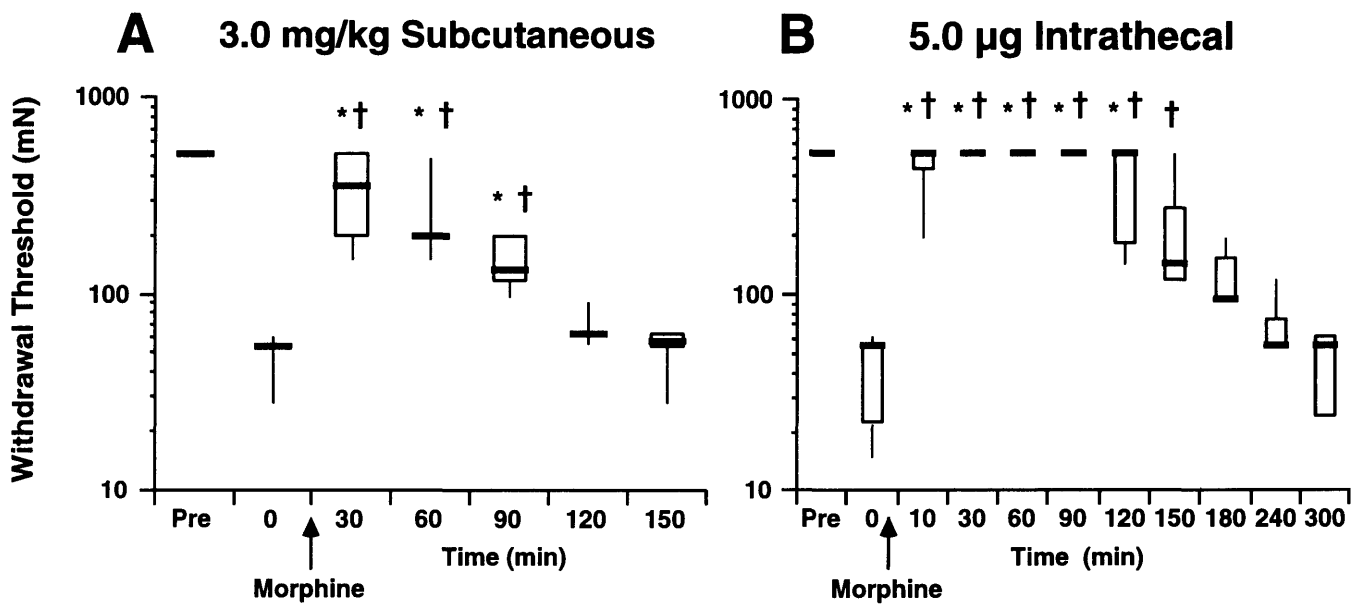 A 3.0 mg/kg Subcutaneous
B 5.0 µg Intrathecal
Withdrawal Threshold (mN)
1000
* † * †
* †
100
10
Pre 0 30 60 90 120 150
Time (min)
Morphine
1000
* † * † * † * † * † †
100
10
Pre 0 10 30 60 90 120 150 180 240 300
Time (min)
Morphine